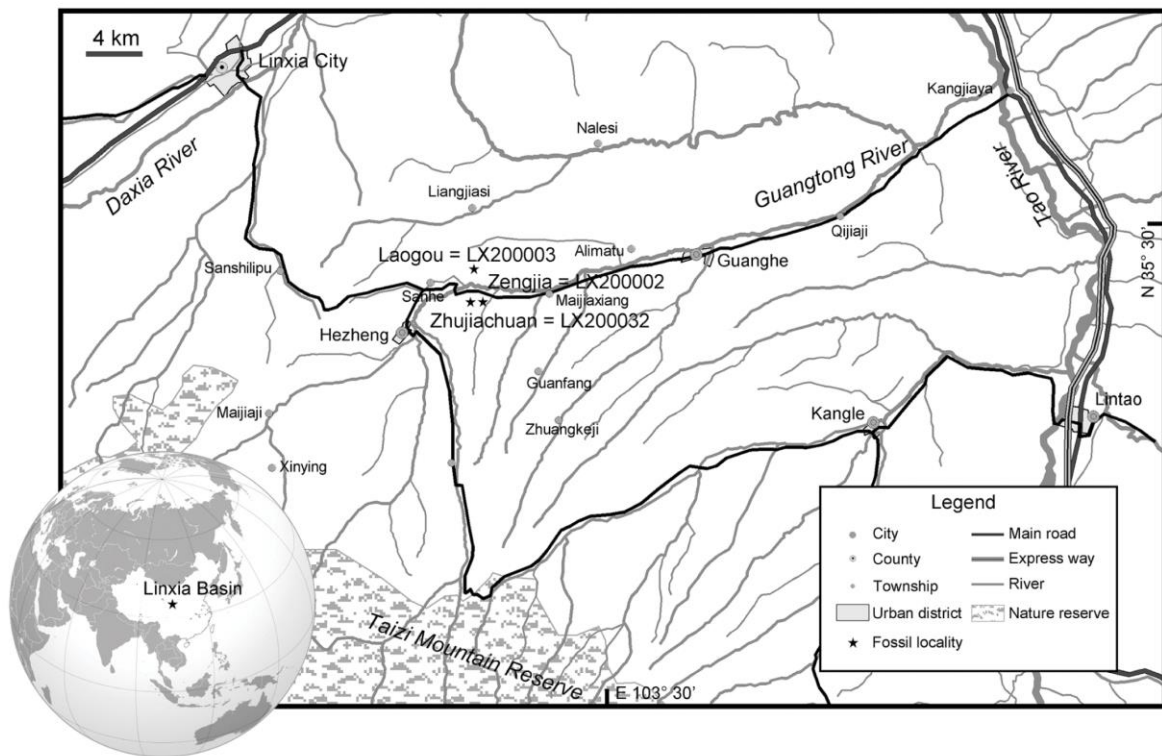 4 km
Linxia City
Kangjiaya
Nalesi
Daxia River
Guangtong River
Tao River
Liangjiasi
Qijiaji
N 35° 30'
Alimatu
Laogou = LX200003
Guanghe
Sanshilipu
Zengjia = LX200002
Sanhe
Maijiaxiang
Zhujiachuan = LX200032
Hezheng
Guanfang
Maijiaji
Kangle
Lintao
Zhuangkeji
Xinying
Legend
City
Main road
County
Express way
Township
River
Urban district
Nature reserve
Fossil locality
Linxia Basin
Taizi Mountain Reserve
E 103° 30'